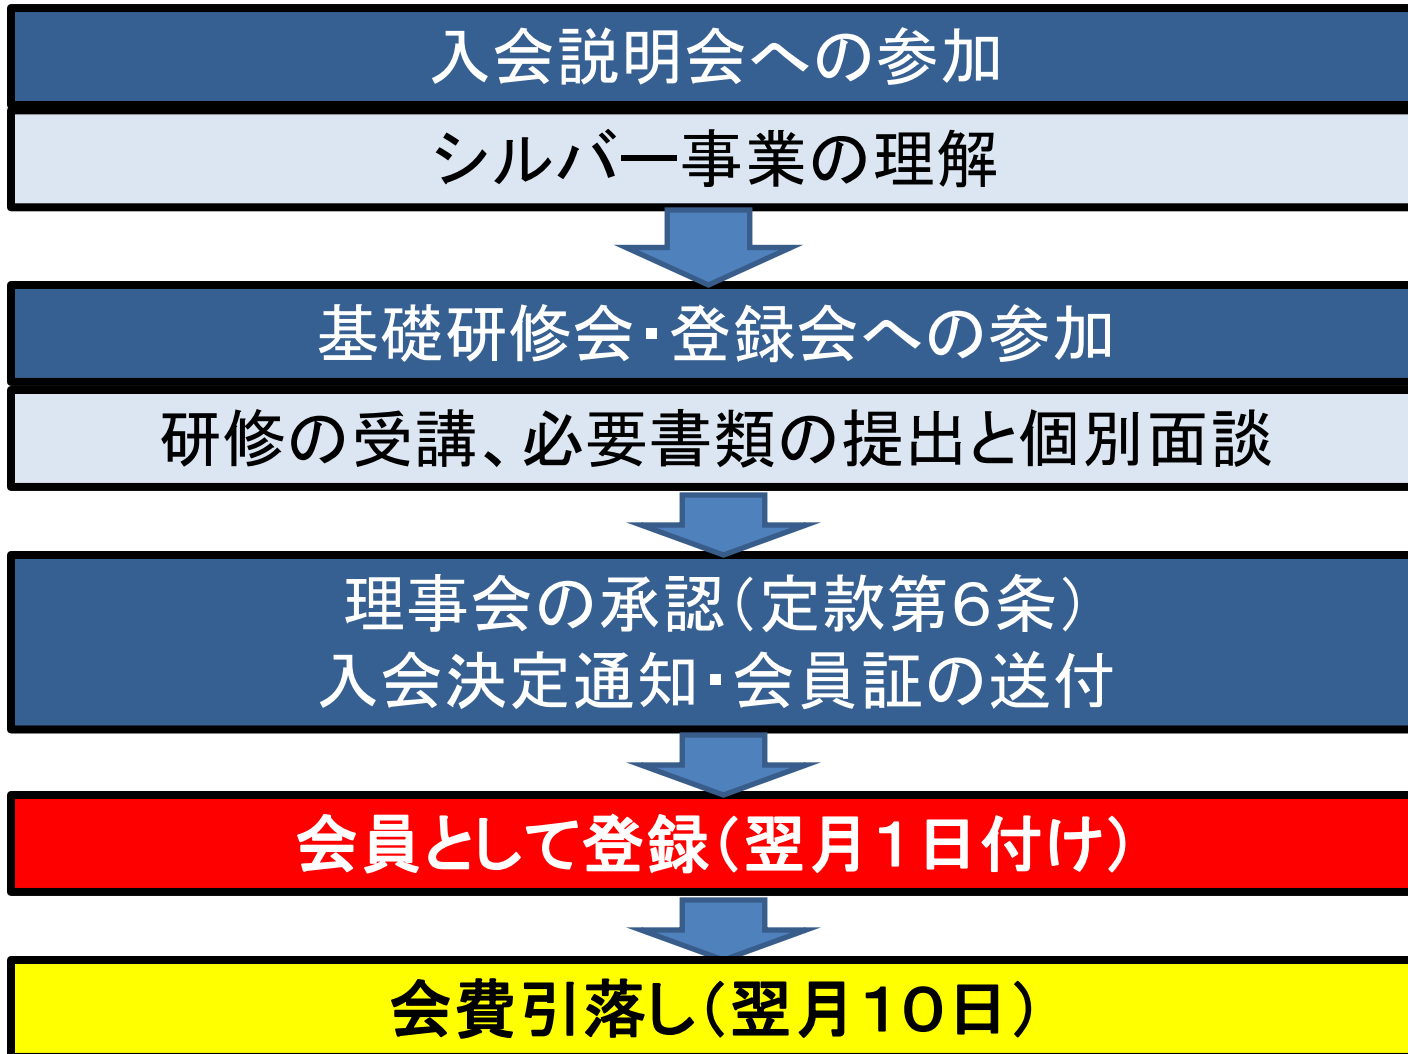 入会説明会への参加
シルバー事業の理解
基礎研修会・登録会への参加
研修の受講、必要書類の提出と個別面談
理事会の承認（定款第６条）
入会決定通知・会員証の送付
会員として登録（翌月１日付け）
会費引落し（翌月１０日）